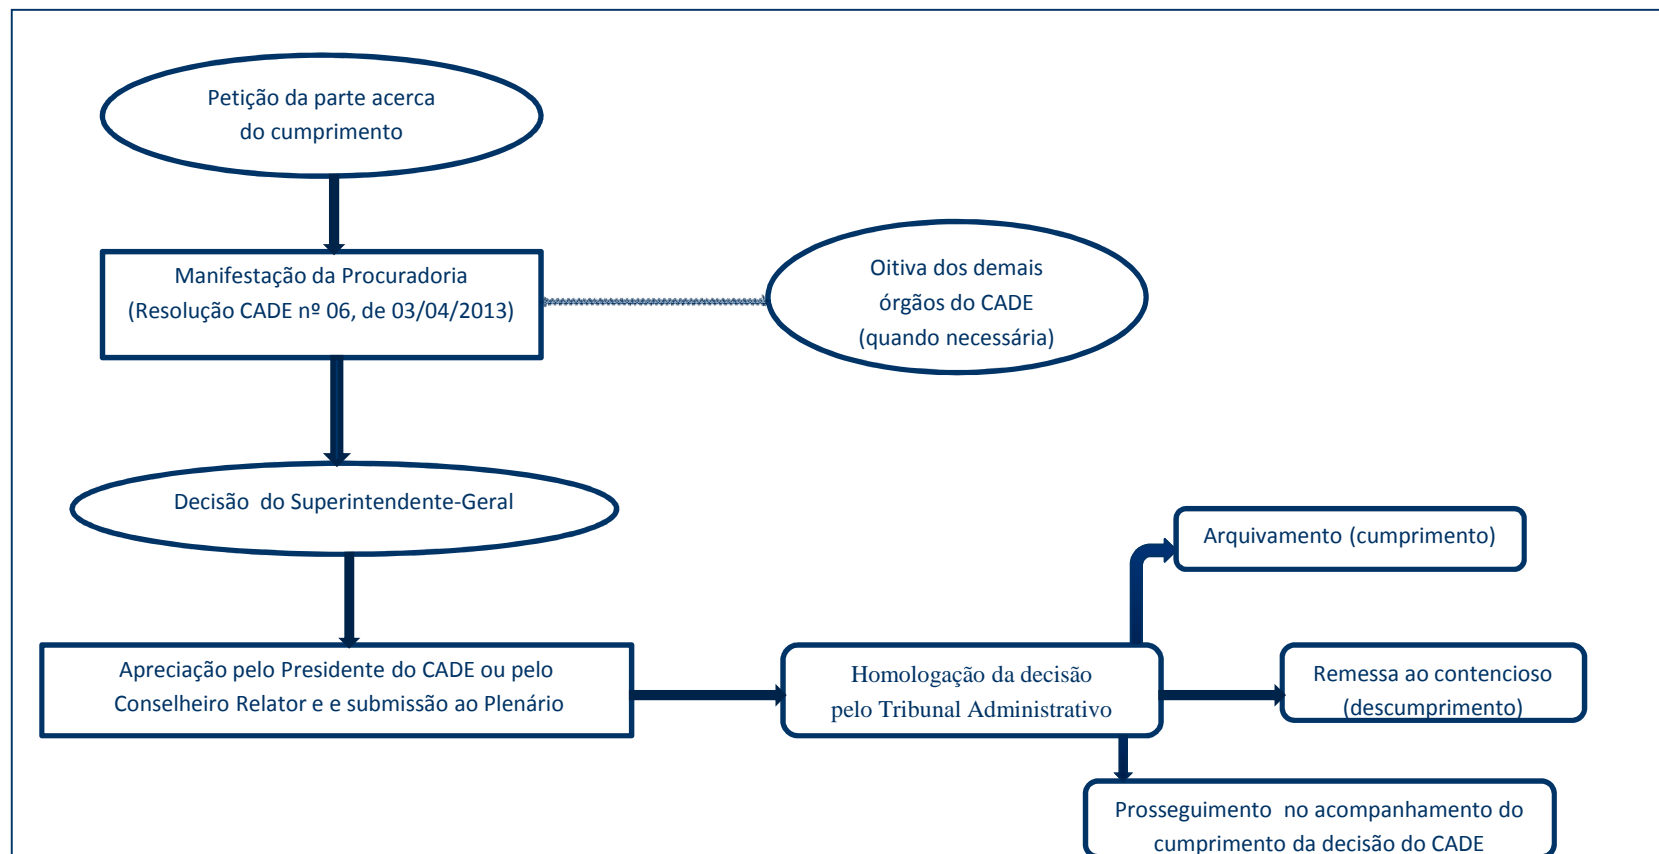 Petição da parte acerca
do cumprimento
Manifestação da Procuradoria
(Resolução CADE nº 06, de 03/04/2013)
Oitiva dos demais
órgãos do CADE
(quando necessária)
Decisão do Superintendente-Geral
Apreciação pelo Presidente do CADE ou pelo
Conselheiro Relator e e submissão ao Plenário
Homologação da decisão
pelo Tribunal Administrativo
Arquivamento (cumprimento)
Remessa ao contencioso
(descumprimento)
Prosseguimento no acompanhamento do
cumprimento da decisão do CADE